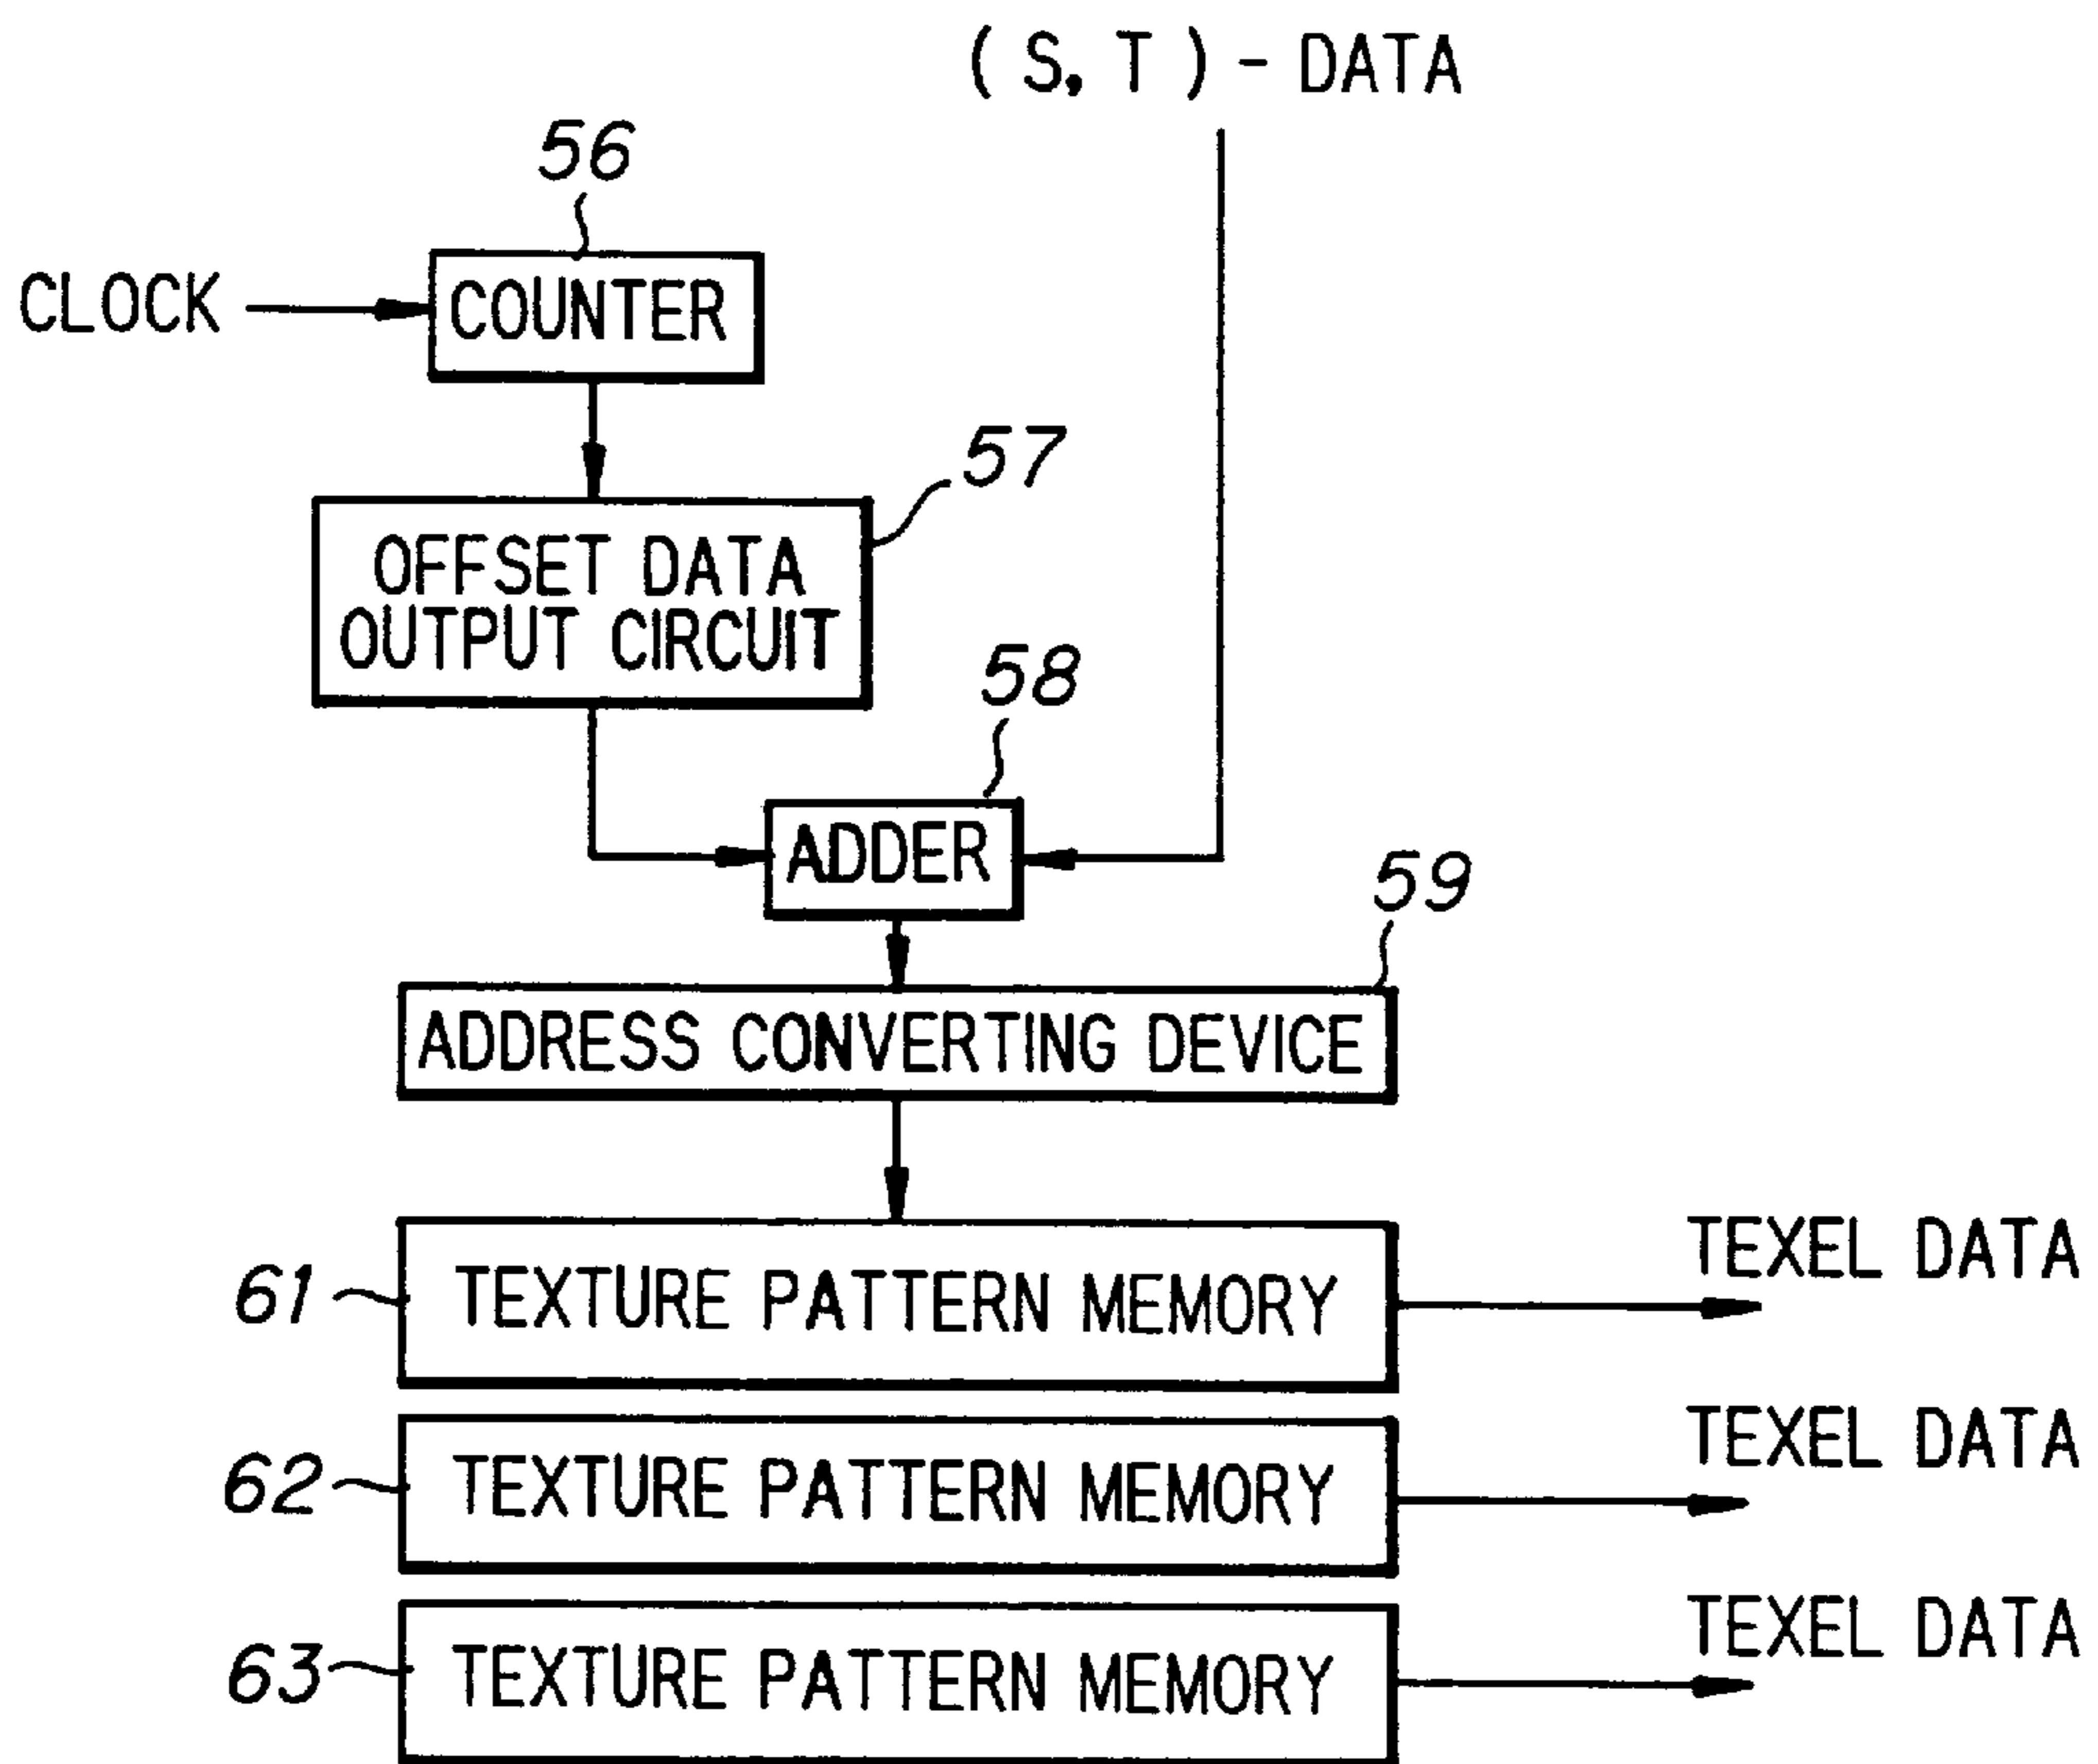 ( S, T ) - DATA
56
CLOCK
COUNTER
57
OFFSET DATA
OUTPUT CIRCUIT
58
ADDER
59
ADDRESS CONVERTING DEVICE
61
TEXTURE PATTERN MEMORY
TEXEL DATA
62
TEXTURE PATTERN MEMORY
TEXEL DATA
63
TEXTURE PATTERN MEMORY
TEXEL DATA